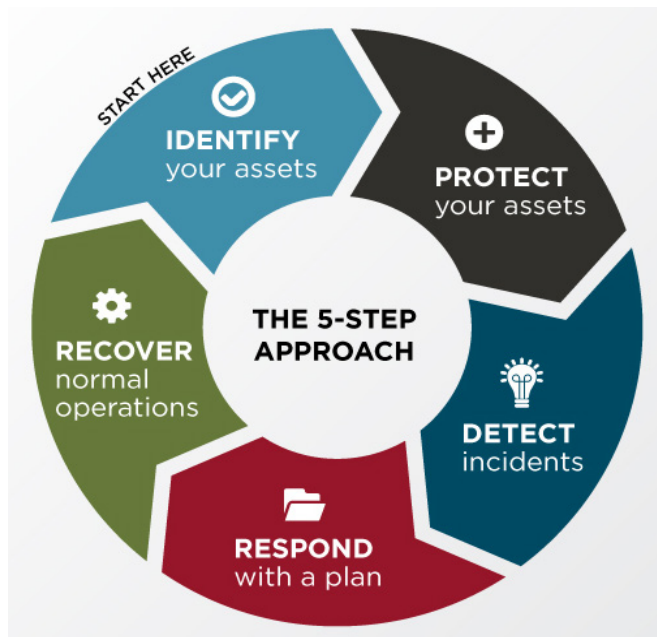 START HERE
IDENTIFY
your assets
PROTECT
your assets
DETECT
incidents
RESPOND
with a plan
RECOVER
normal
operations
THE 5-STEP
APPROACH